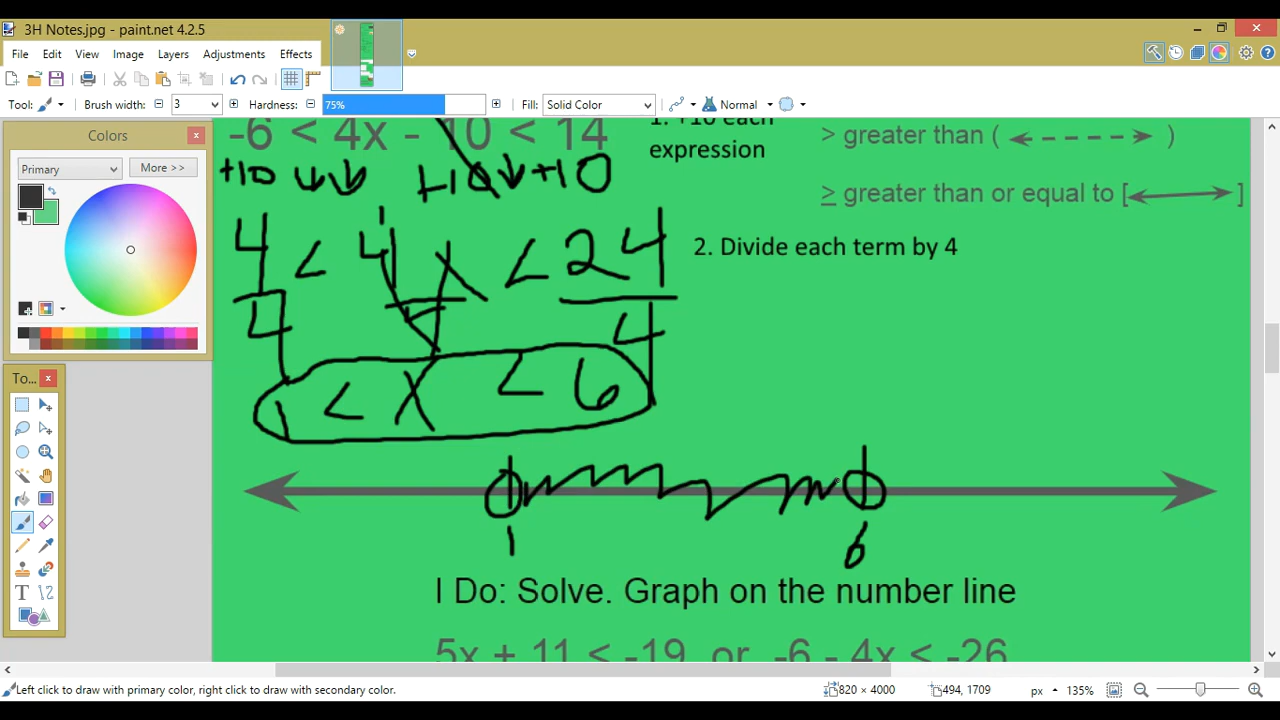 3H Notes.jpg - paint.net 4.2.5
File Edit View Image Layers Adjustments Effects
Tool: Brush width: 3 Hardness: 75% Fill: Solid Color Normal
Colors
Primary More >>
To...
-6 < 4x - 10 < 14
+10 +10 +10
4 < 4x < 24
4 4
1 < x < 6
1. +10 each
expression
> greater than ( )
≥ greater than or equal to [ ]
2. Divide each term by 4
1 6
I Do: Solve. Graph on the number line
5x + 11 < -19 or -6 - 4x < -26
Left click to draw with primary color, right click to draw with secondary color. 820 × 4000 494, 1709 px 135%